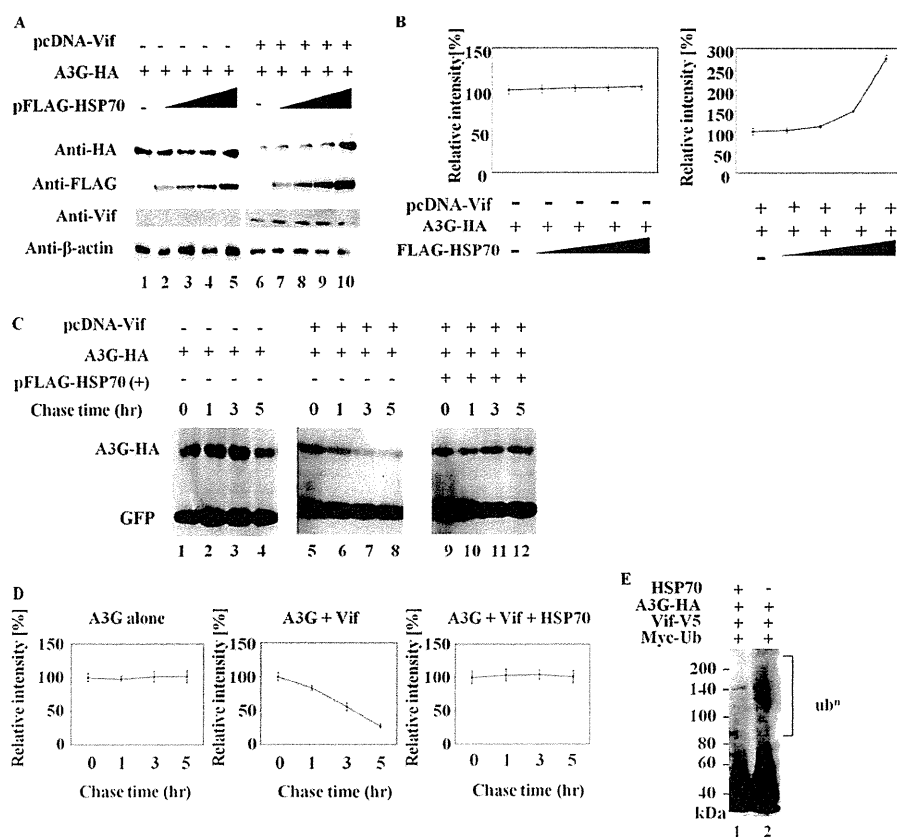 A
pcDNA-Vif - - - - - + + + + +
A3G-HA + + + + + + + + + +
pFLAG-HSP70 - -
Anti-HA
Anti-FLAG
Anti-Vif
Anti-β-actin
1 2 3 4 5 6 7 8 9 10
B
Relative intensity [%]
150
100
50
0
Relative intensity [%]
300
250
200
150
100
50
0
pcDNA-Vif - - - - - + + + + +
A3G-HA + + + + + + + + + +
FLAG-HSP70 - -
C
pcDNA-Vif - - - - + + + + + + + +
A3G-HA + + + + + + + + + + + +
pFLAG-HSP70 (+) - - - - - - - - + + + +
Chase time (hr) 0 1 3 5 0 1 3 5 0 1 3 5
A3G-HA
GFP
1 2 3 4 5 6 7 8 9 10 11 12
D
A3G alone
Relative intensity [%]
150
100
50
0
0 1 3 5
Chase time (hr)
A3G + Vif
Relative intensity [%]
150
100
50
0
0 1 3 5
Chase time (hr)
A3G + Vif + HSP70
Relative intensity [%]
150
100
50
0
0 1 3 5
Chase time (hr)
E
HSP70 + -
A3G-HA + +
Vif-V5 + +
Myc-Ub + +
200
140
100
80
60
40
kDa
ubⁿ
1 2